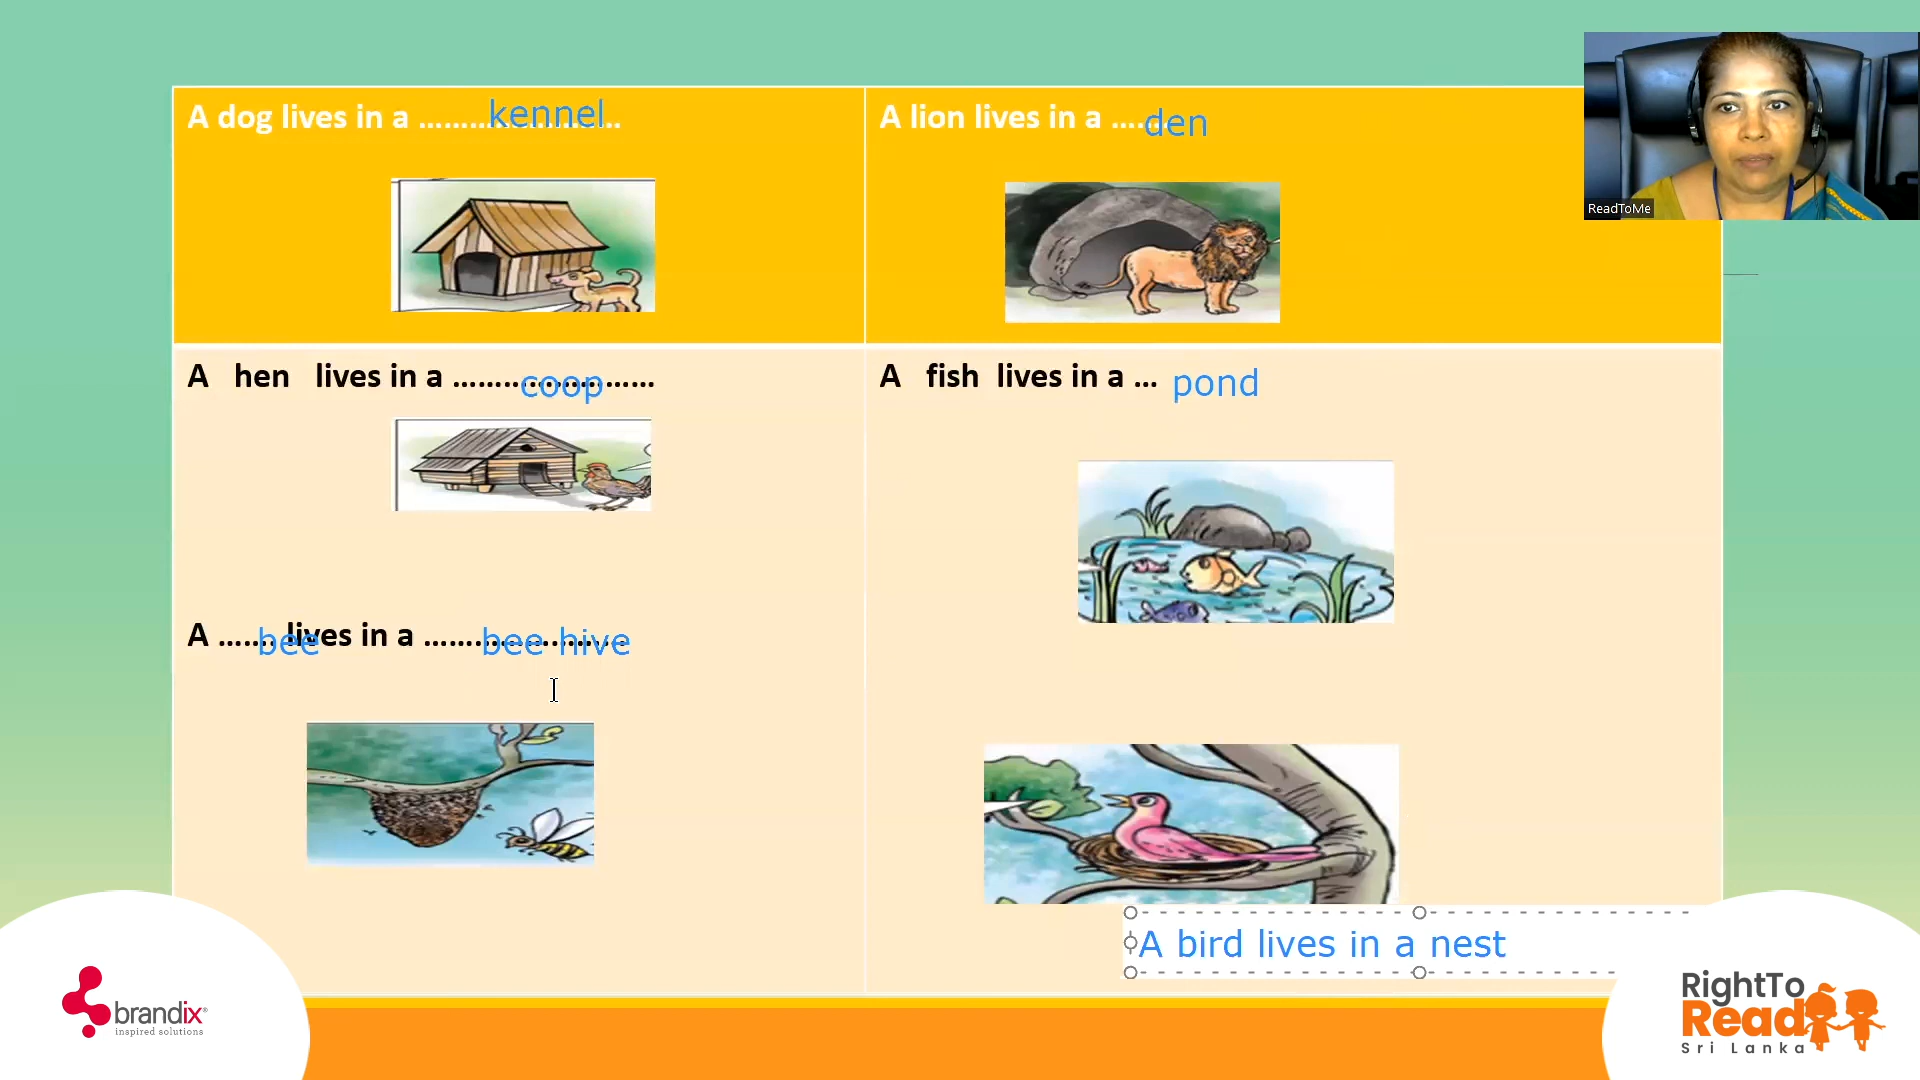 A dog lives in a ........................ kennel
A lion lives in a ...... den
ReadToMe
A hen lives in a ........................ coop
A fish lives in a ... pond
A ....... bee lives in a ........................ bee hive
A bird lives in a nest
brandix
inspired solutions
RightTo
Read
Sri Lanka